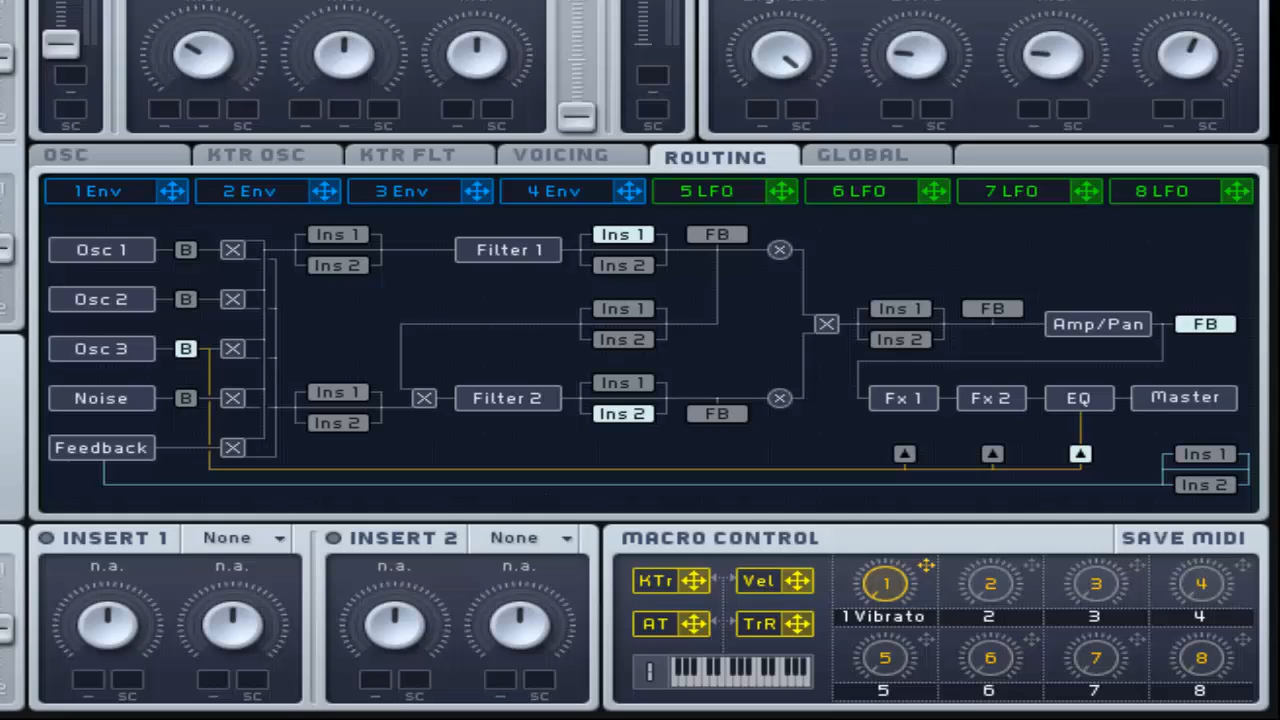 SC SC SC SC SC SC SC SC SC
OSC KTR OSC KTR FLT VOICING ROUTING GLOBAL
1 Env 2 Env 3 Env 4 Env 5 LFO 6 LFO 7 LFO 8 LFO
Ins 1 Ins 1 FB
Osc 1 B Filter 1
Ins 2 Ins 2
Osc 2 B Ins 1 Ins 1 FB
Amp/Pan FB
Osc 3 B Ins 2 Ins 2
Ins 1 Ins 1
Noise B Filter 2 Fx 1 Fx 2 EQ Master
Ins 2 Ins 2 FB
Feedback Ins 1
Ins 2
INSERT 1 None INSERT 2 None MACRO CONTROL SAVE MIDI
n.a. n.a. n.a. n.a.
KTr Vel 1 2 3 4
AT TrR 1 Vibrato 2 3 4
5 6 7 8
SC SC SC SC 5 6 7 8